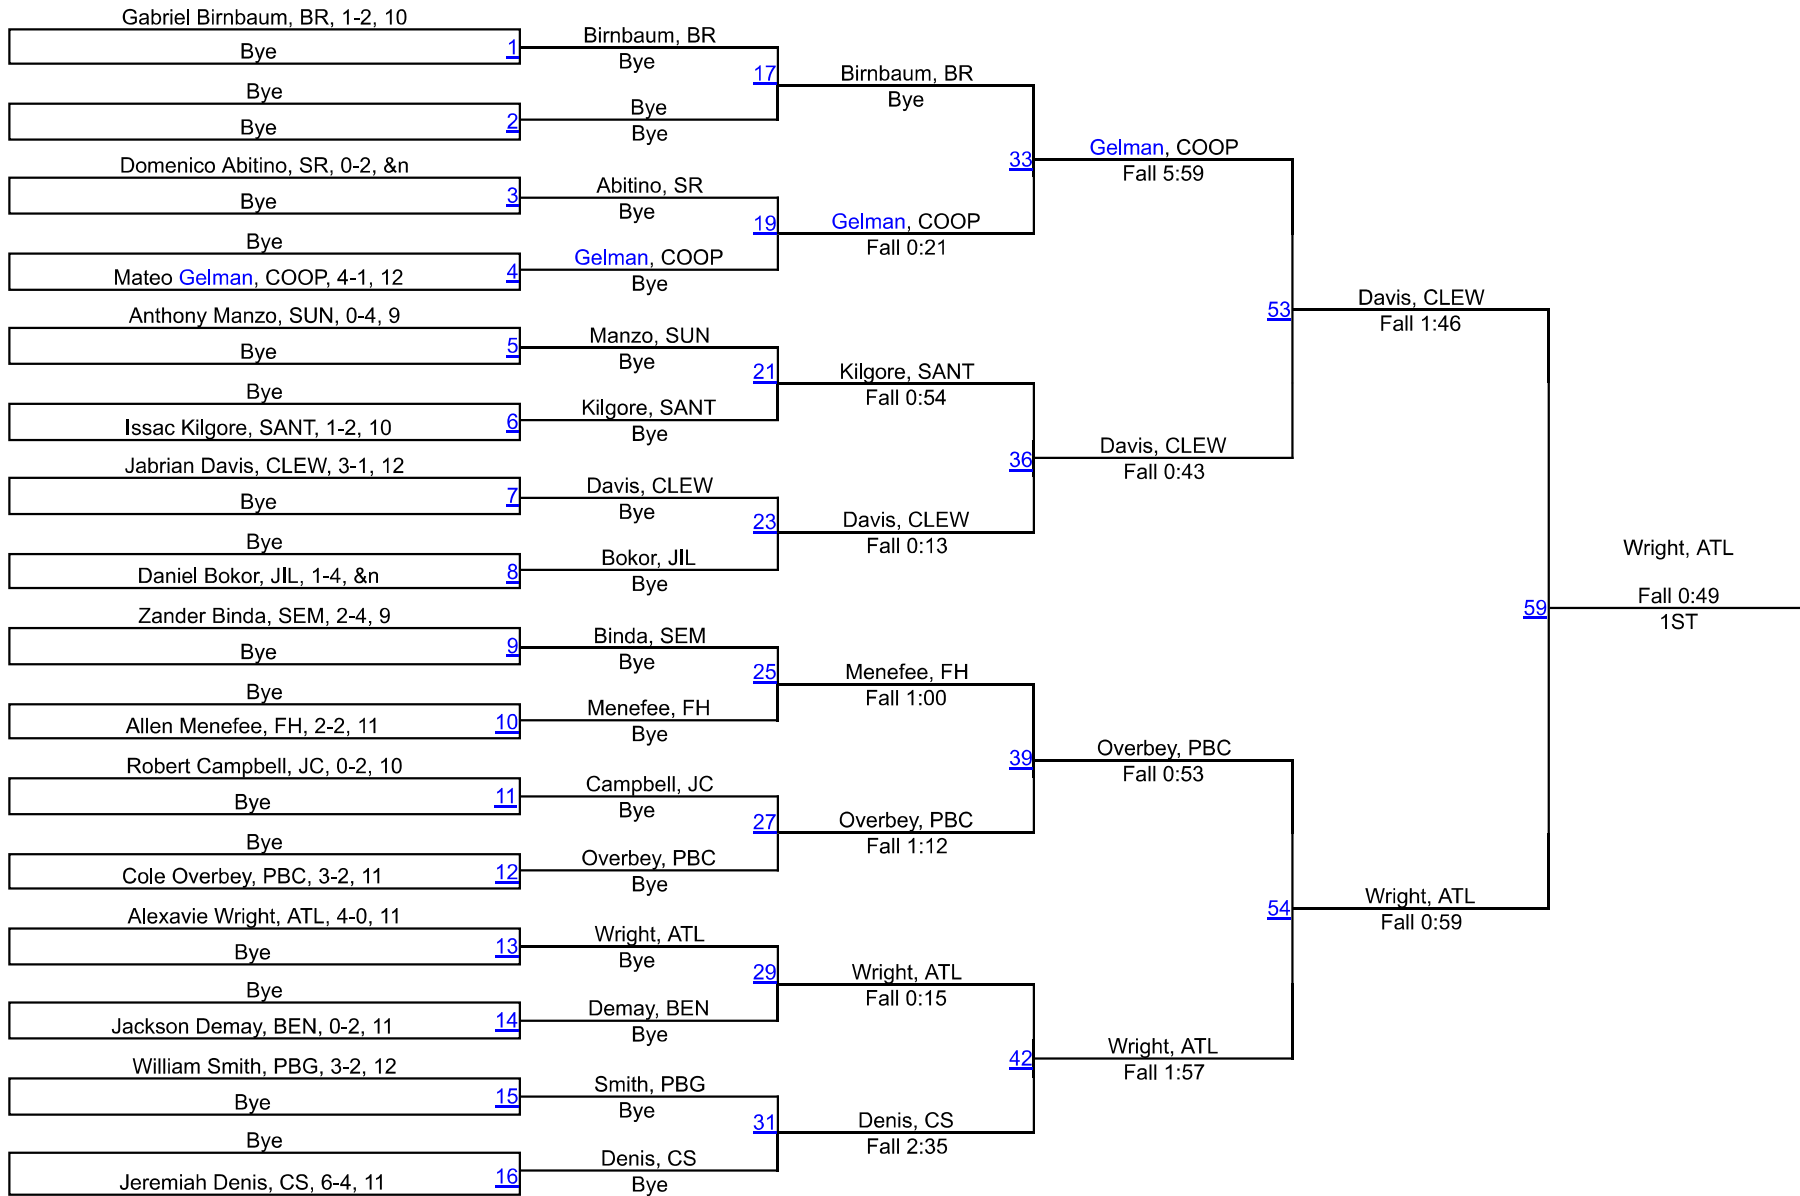 Gabriel Birnbaum, BR, 1-2, 10
Bye
1
Bye
Bye
2
Domenico Abitino, SR, 0-2, &n
Bye
3
Bye
Mateo Gelman, COOP, 4-1, 12
4
Anthony Manzo, SUN, 0-4, 9
Bye
5
Bye
Issac Kilgore, SANT, 1-2, 10
6
Jabrian Davis, CLEW, 3-1, 12
Bye
7
Bye
Daniel Bokor, JIL, 1-4, &n
8
Zander Binda, SEM, 2-4, 9
Bye
9
Bye
Allen Menefee, FH, 2-2, 11
10
Robert Campbell, JC, 0-2, 10
Bye
11
Bye
Cole Overbey, PBC, 3-2, 11
12
Alexavie Wright, ATL, 4-0, 11
Bye
13
Bye
Jackson Demay, BEN, 0-2, 11
14
William Smith, PBG, 3-2, 12
Bye
15
Bye
Jeremiah Denis, CS, 6-4, 11
16
Birnbaum, BR
Bye
17
Bye
Bye
Abitino, SR
Bye
19
Gelman, COOP
Bye
Manzo, SUN
Bye
21
Kilgore, SANT
Bye
Davis, CLEW
Bye
23
Bokor, JIL
Bye
Binda, SEM
Bye
25
Menefee, FH
Bye
Campbell, JC
Bye
27
Overbey, PBC
Bye
Wright, ATL
Bye
29
Demay, BEN
Bye
Smith, PBG
Bye
31
Denis, CS
Bye
Birnbaum, BR
Bye
33
Gelman, COOP
Fall 0:21
Kilgore, SANT
Fall 0:54
36
Davis, CLEW
Fall 0:13
Menefee, FH
Fall 1:00
39
Overbey, PBC
Fall 1:12
Wright, ATL
Fall 0:15
42
Denis, CS
Fall 2:35
Gelman, COOP
Fall 5:59
53
Davis, CLEW
Fall 0:43
Overbey, PBC
Fall 0:53
54
Wright, ATL
Fall 1:57
Davis, CLEW
Fall 1:46
59
Wright, ATL
Fall 0:59
Wright, ATL
Fall 0:49
1ST